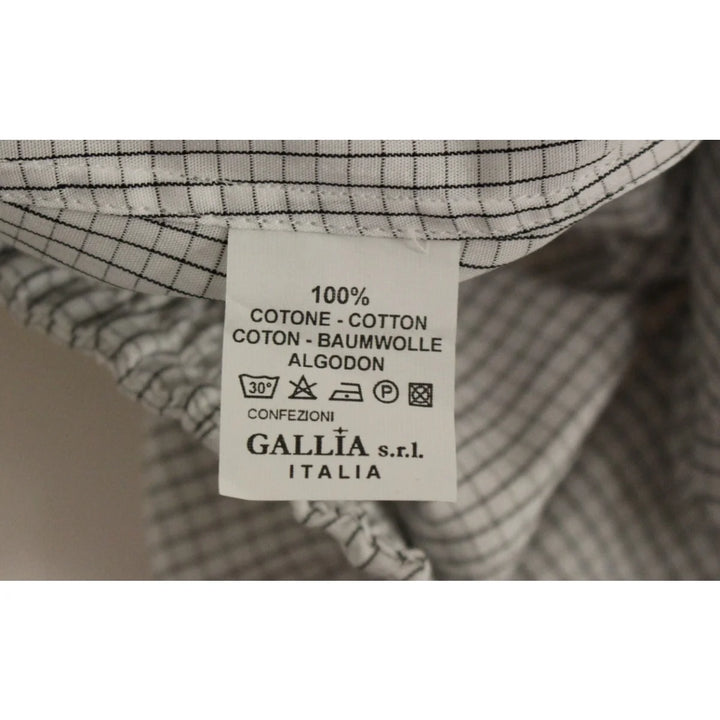 100%
COTONE - COTTON
COTON - BAUMWOLLE
ALGODON
30° P
CONFEZIONI
GALLIA s.r.l.
ITALIA